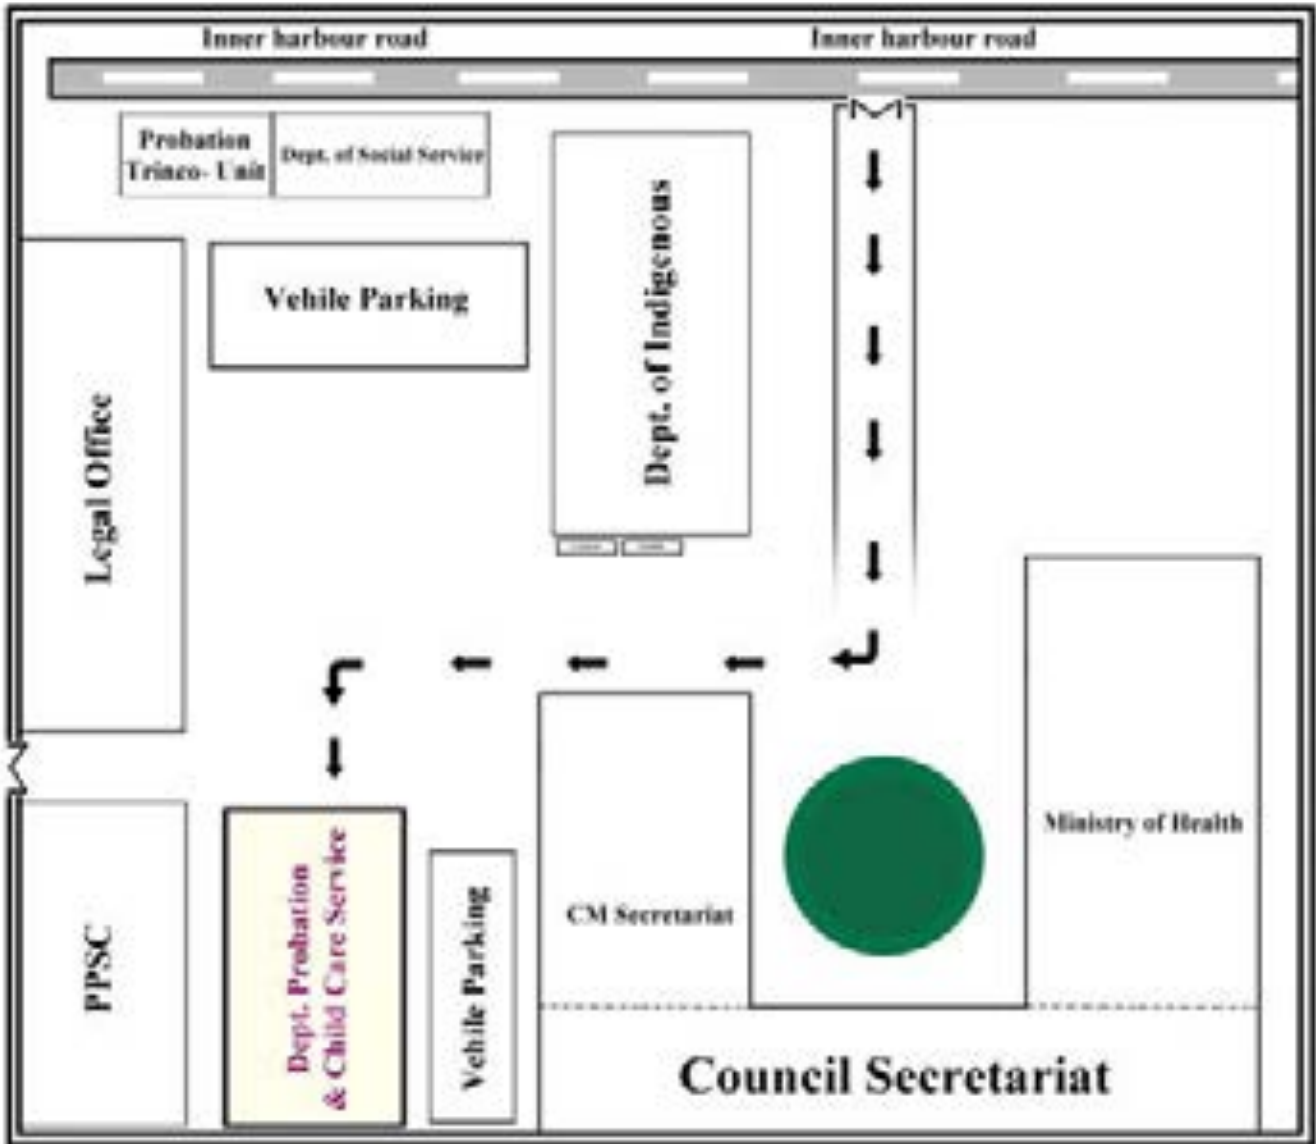 Inner harbour road
Inner harbour road
Probation
Trinco- Unit
Dept. of Social Service
Vehile Parking
Dept. of Indigenous
Legal Office
Ministry of Health
PPSC
Dept. Probation
& Child Care Service
Vehile Parking
CM Secretariat
Council Secretariat